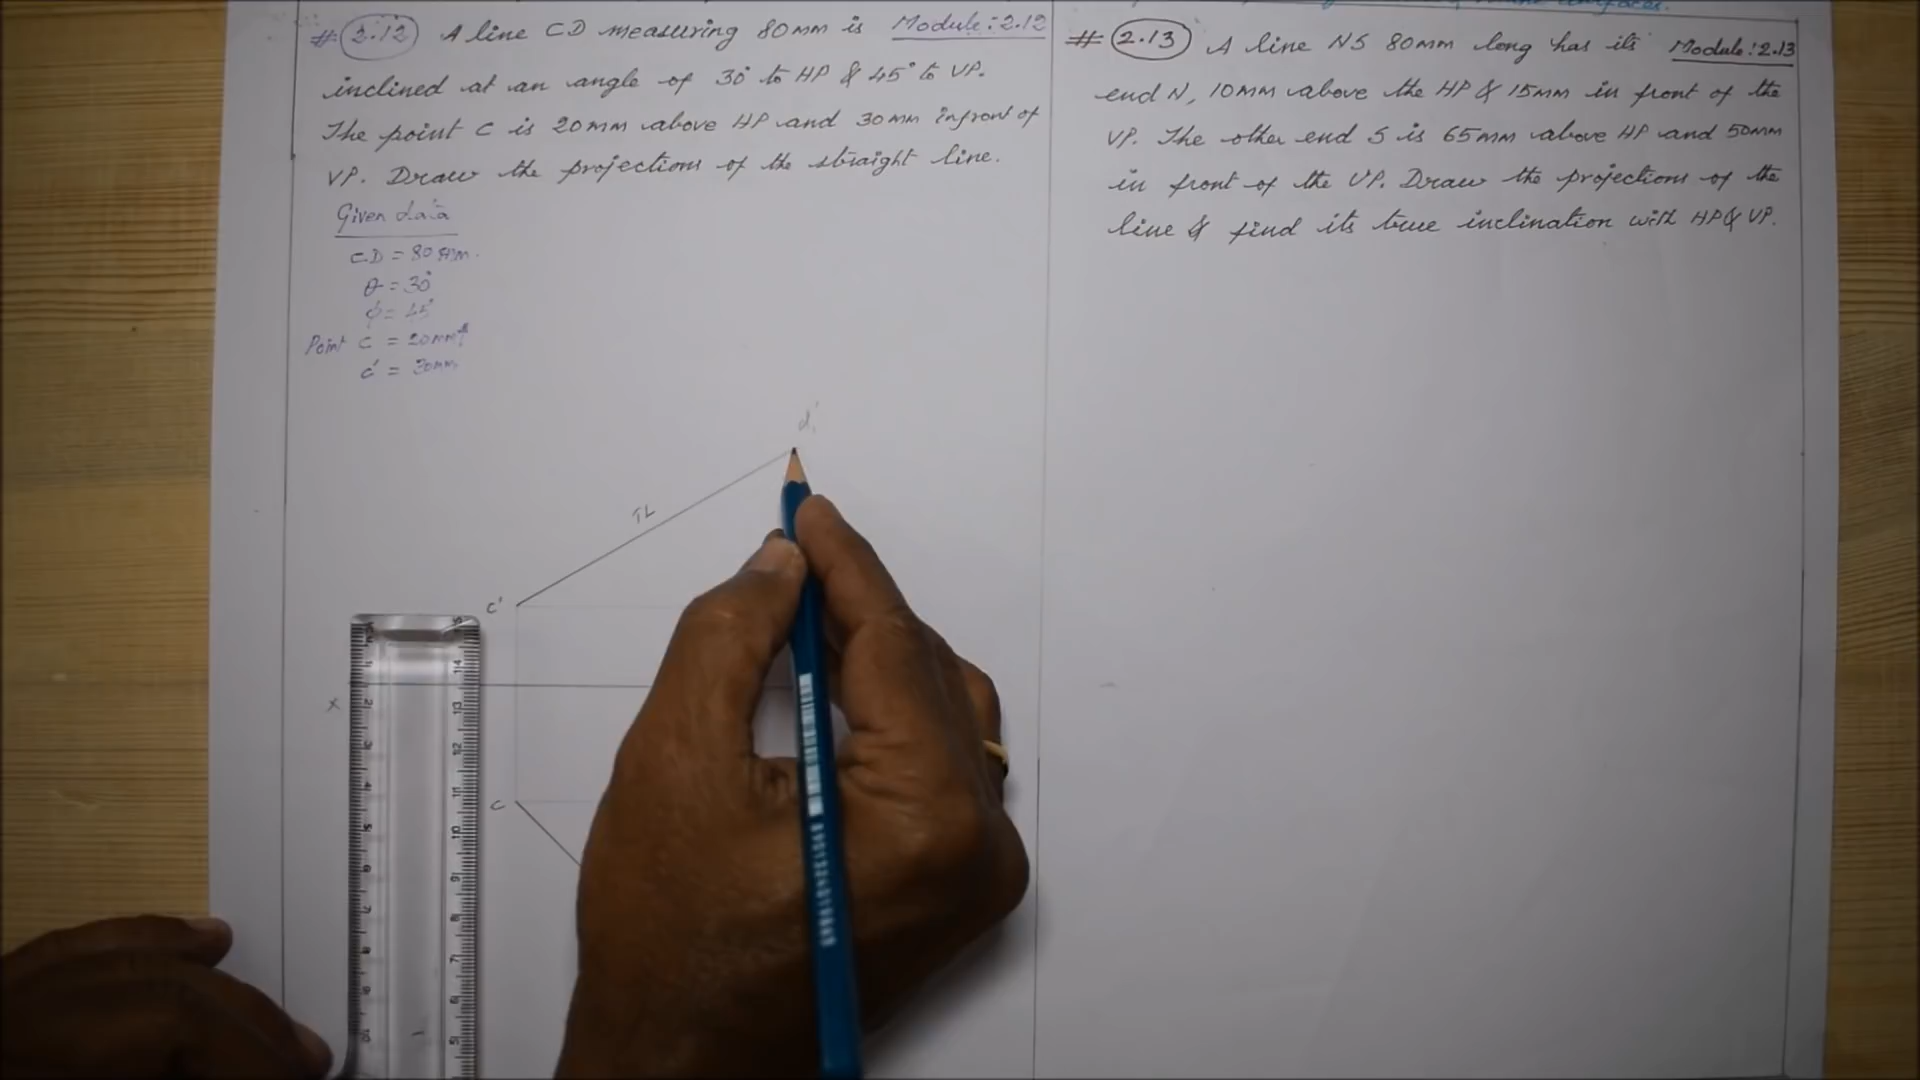 # 2.12 A line CD measuring 80mm is Module: 2.12
inclined at an angle of 30° to HP & 45° to VP.
The point C is 20mm above HP and 30mm infront of
VP. Draw the projections of the straight line.
Given data
CD = 80mm.
θ = 30°
ϕ = 45°
Point C = 20mm↑
c' = 30mm
d₁'
TL
c'
X
c
# 2.13 A line NS 80mm long has its Module: 2.13
end N, 10mm above the HP & 15mm in front of the
VP. The other end S is 65mm above HP and 50mm
in front of the VP. Draw the projections of the
line & find its true inclination with HP & VP.